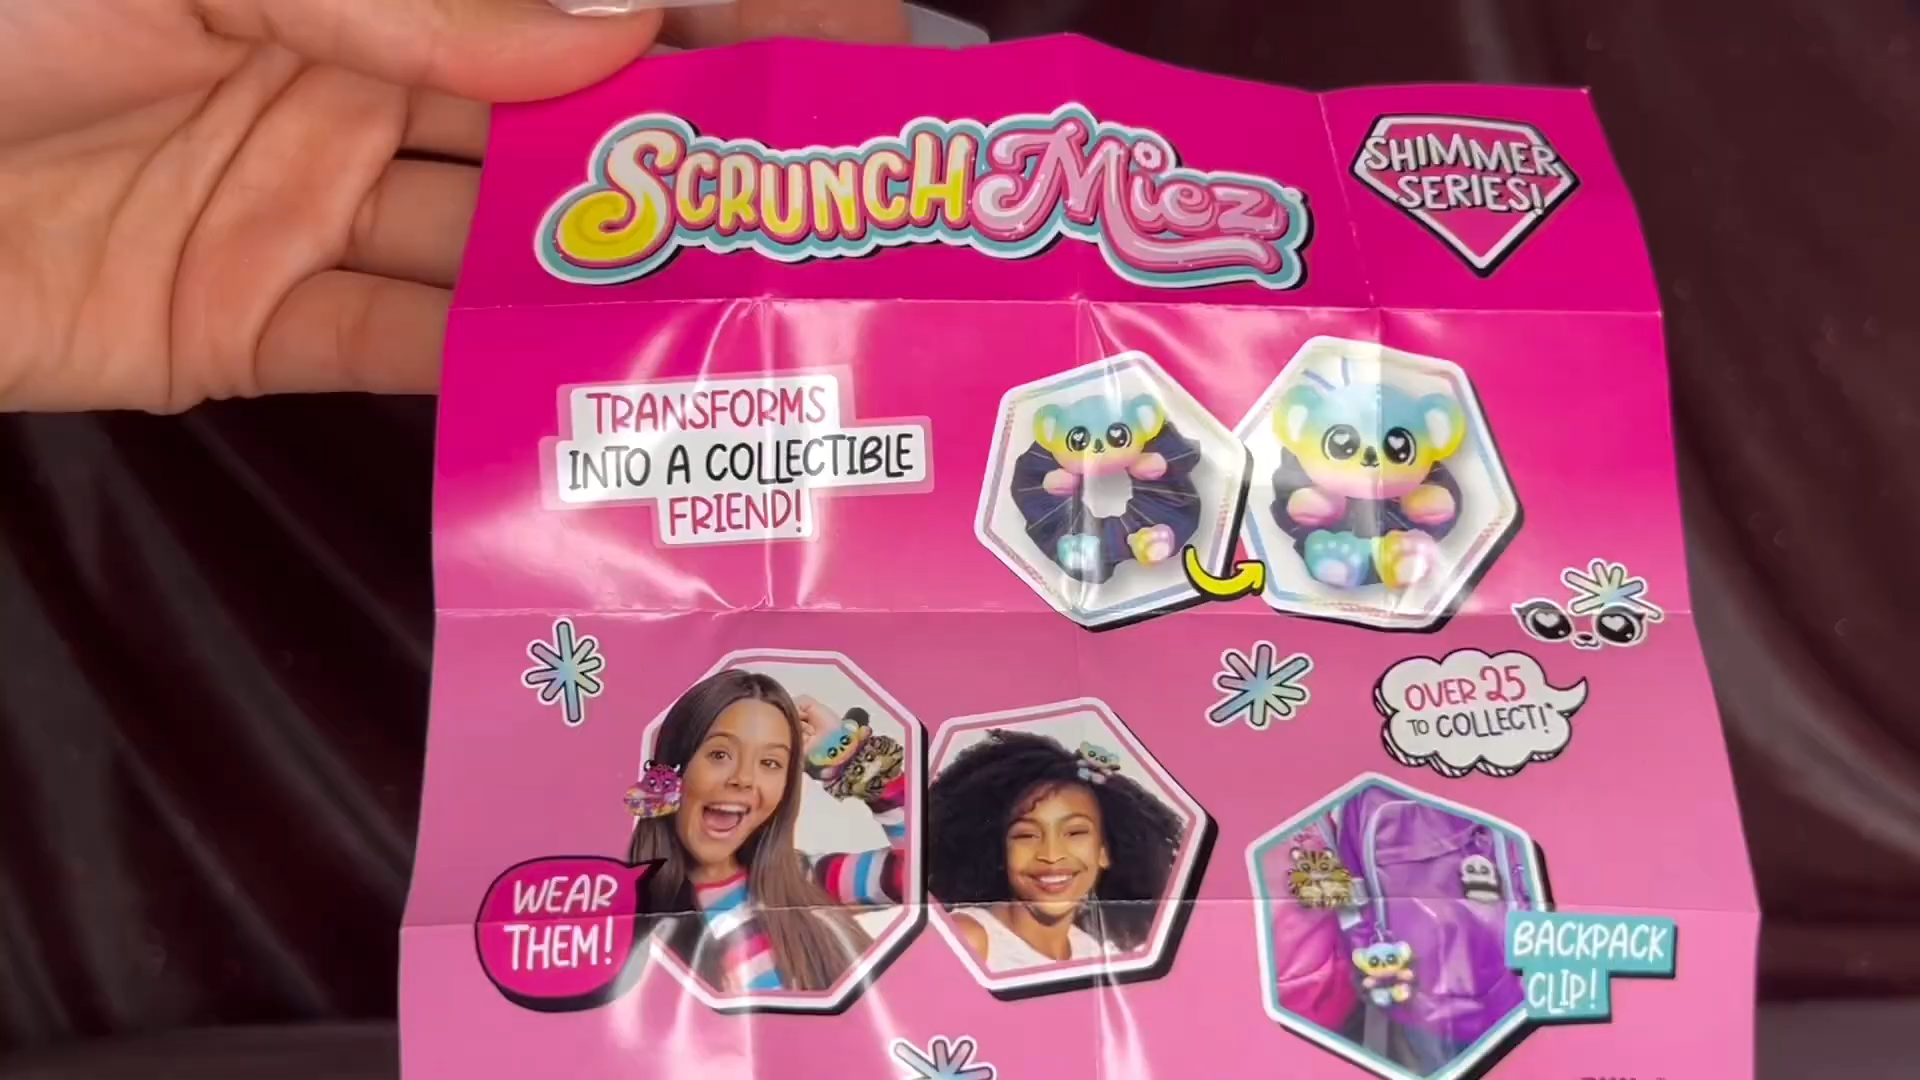 SCRUNCHMiez
SHIMMER
SERIES!
TRANSFORMS
INTO A COLLECTIBLE
FRIEND!
OVER 25
TO COLLECT!*
WEAR
THEM!
BACKPACK
CLIP!